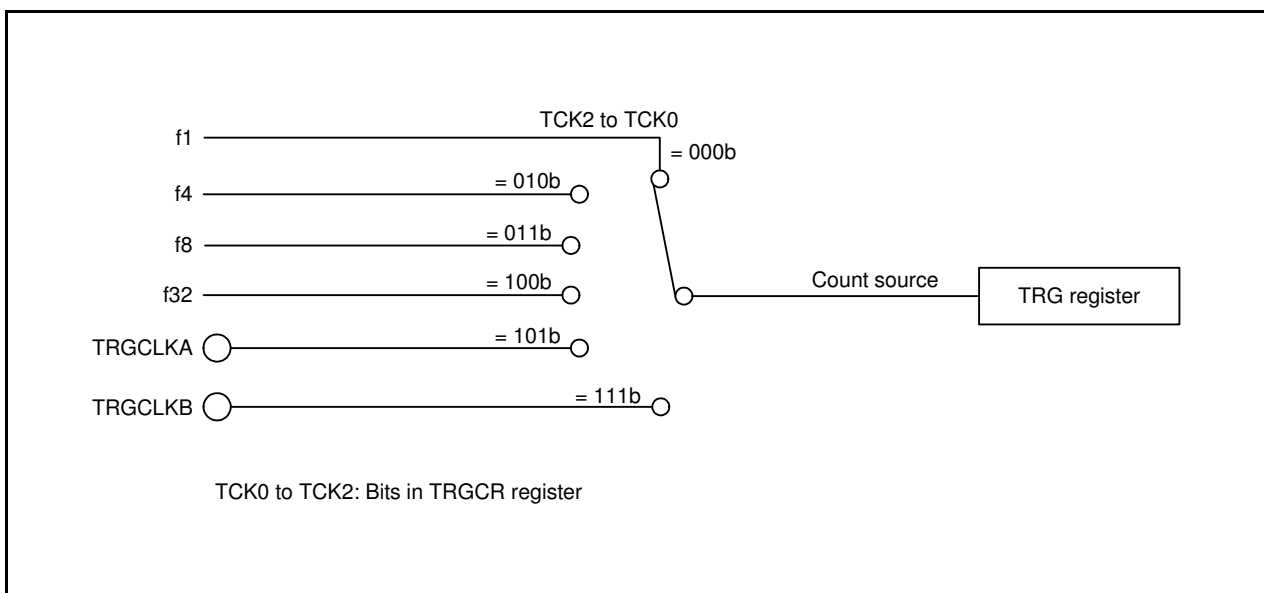 TCK2 to TCK0
f1
= 000b
f4
= 010b
f8
= 011b
f32
= 100b
Count source
TRG register
TRGCLKA
= 101b
TRGCLKB
= 111b
TCK0 to TCK2: Bits in TRGCR register